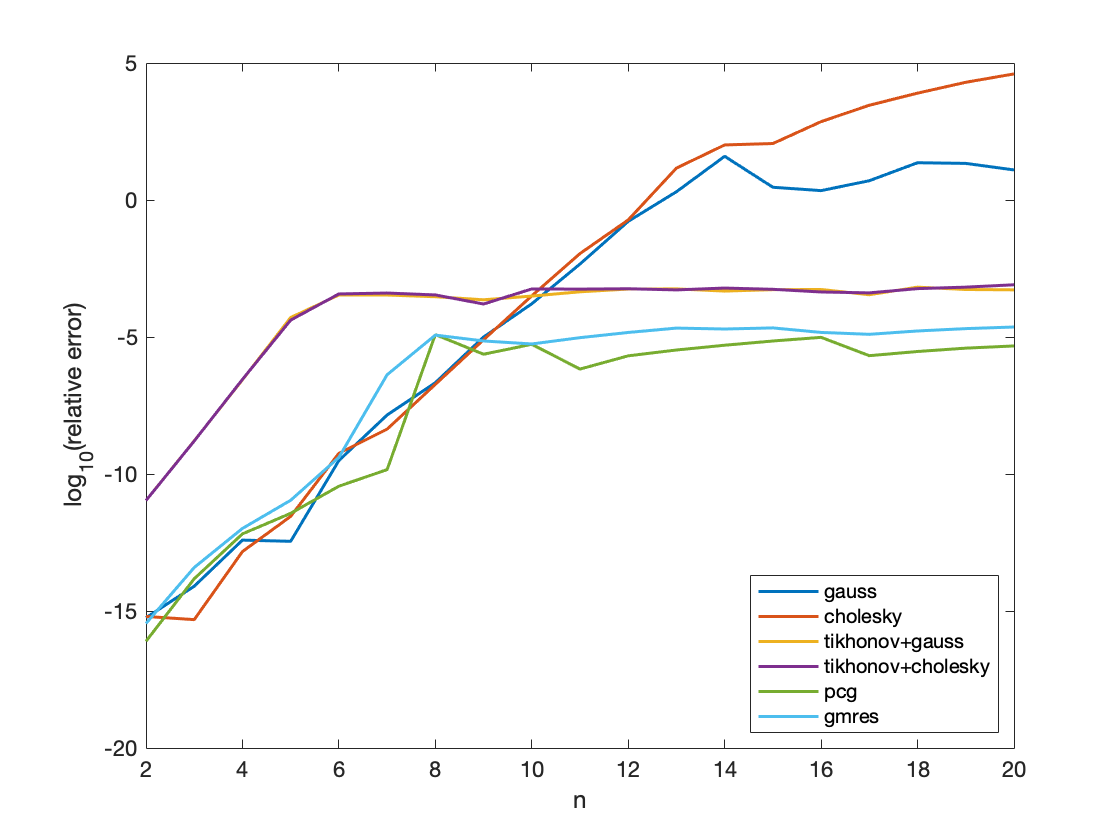 5
0
-5
-10
-15
-20
log10(relative error)
2 4 6 8 10 12 14 16 18 20
n
gauss
cholesky
tikhonov+gauss
tikhonov+cholesky
pcg
gmres